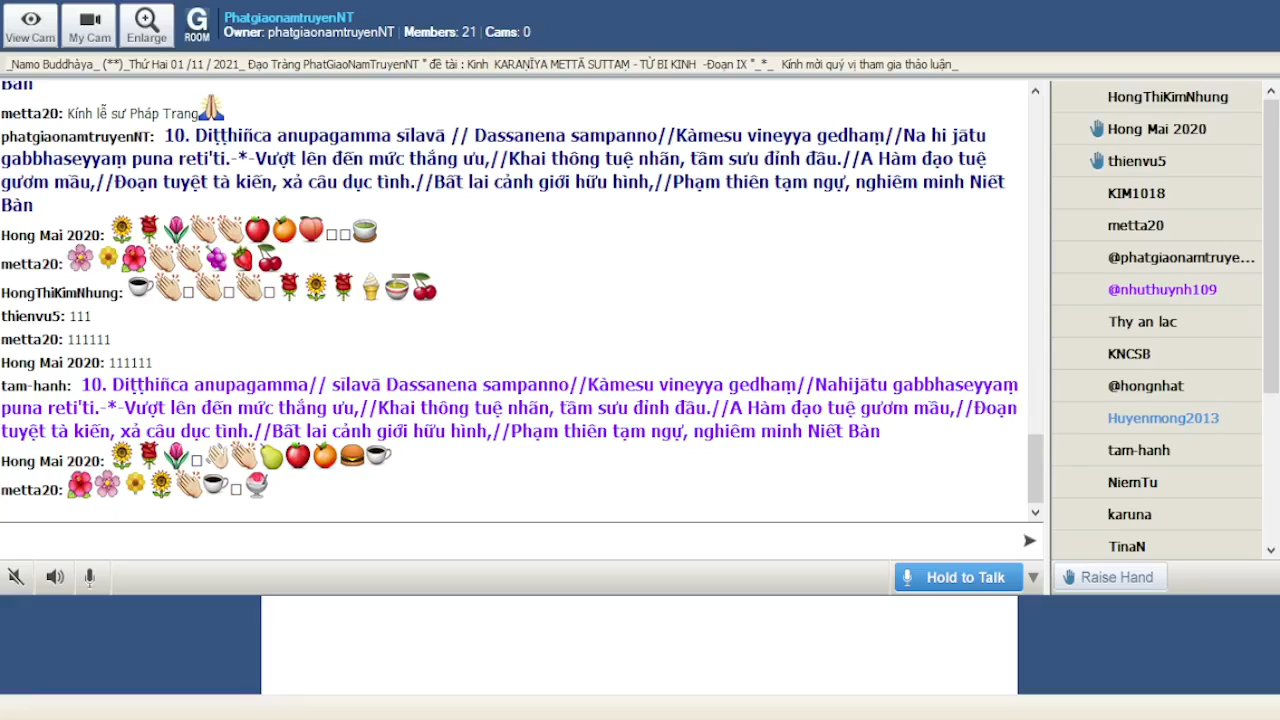 View Cam
My Cam
Enlarge
G
ROOM
PhatgiaonamtruyenNT
Owner: phatgiaonamtruyenNT | Members: 21 | Cams: 0
_Namo Buddhàya_ (**)_Thứ Hai 01 /11 / 2021_ Đạo Tràng PhatGiaoNamTruyenNT " đề tài : Kinh KARAṆĪYA METTĀ SUTTAṂ - TỪ BI KINH -Đoạn IX "_*_ Kính mời quý vị tham gia thảo luận_
Bàn
metta20: Kính lễ sư Pháp Trang
phatgiaonamtruyenNT: 10. Diṭṭhiñca anupagamma sīlavā // Dassanena sampanno//Kàmesu vineyya gedhaṃ//Na hi jātu
gabbhaseyyaṃ puna reti'ti.-*-Vượt lên đến mức thắng ưu,//Khai thông tuệ nhãn, tầm sưu đỉnh đầu.//A Hàm đạo tuệ
gươm mầu,//Đoạn tuyệt tà kiến, xả câu dục tình.//Bất lai cảnh giới hữu hình,//Phạm thiên tạm ngự, nghiêm minh Niết
Bàn
Hong Mai 2020:
metta20:
HongThiKimNhung:
thienvu5: 111
metta20: 111111
Hong Mai 2020: 111111
tam-hanh: 10. Diṭṭhiñca anupagamma// sīlavā Dassanena sampanno//Kàmesu vineyya gedhaṃ//Nahijātu gabbhaseyyaṃ
puna reti'ti.-*-Vượt lên đến mức thắng ưu,//Khai thông tuệ nhãn, tầm sưu đỉnh đầu.//A Hàm đạo tuệ gươm mầu,//Đoạn
tuyệt tà kiến, xả câu dục tình.//Bất lai cảnh giới hữu hình,//Phạm thiên tạm ngự, nghiêm minh Niết Bàn
Hong Mai 2020:
metta20:
Hold to Talk
HongThiKimNhung
Hong Mai 2020
thienvu5
KIM1018
metta20
@phatgiaonamtruye...
@nhuthuynh109
Thy an lac
KNCSB
@hongnhat
Huyenmong2013
tam-hanh
NiemTu
karuna
TinaN
Raise Hand